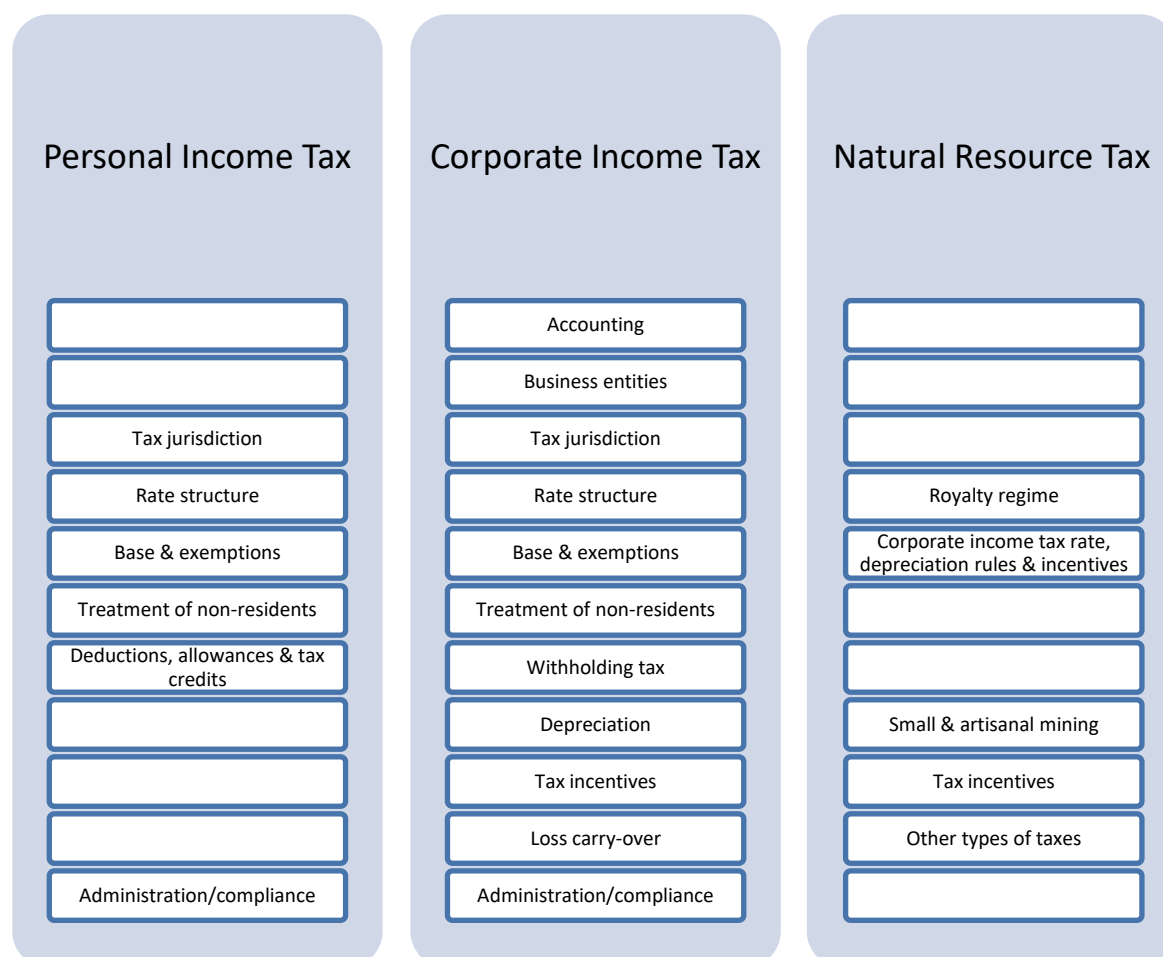 Personal Income Tax
Tax jurisdiction
Rate structure
Base & exemptions
Treatment of non-residents
Deductions, allowances & tax
credits
Administration/compliance
Corporate Income Tax
Accounting
Business entities
Tax jurisdiction
Rate structure
Base & exemptions
Treatment of non-residents
Withholding tax
Depreciation
Tax incentives
Loss carry-over
Administration/compliance
Natural Resource Tax
Royalty regime
Corporate income tax rate,
depreciation rules & incentives
Small & artisanal mining
Tax incentives
Other types of taxes